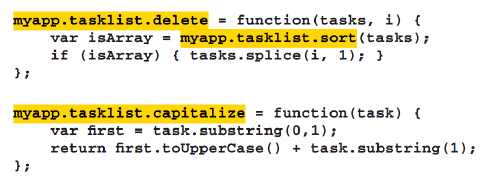 myapp.tasklist.delete = function(tasks, i) {
    var isArray = myapp.tasklist.sort(tasks);
    if (isArray) { tasks.splice(i, 1); }
};

myapp.tasklist.capitalize = function(task) {
    var first = task.substring(0,1);
    return first.toUpperCase() + task.substring(1);
};